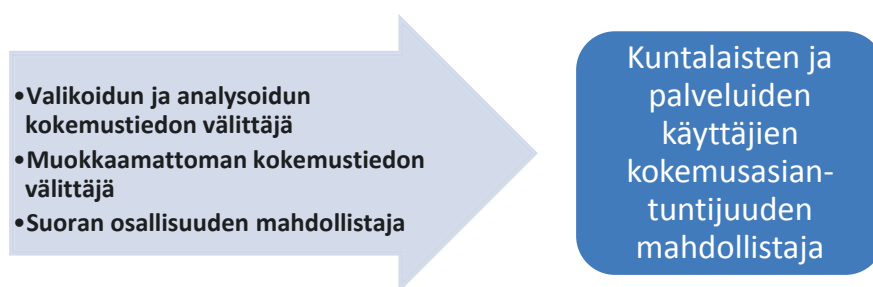 •Valikoidun ja analysoidun
kokemustiedon välittäjä
•Muokkaamattoman kokemustiedon
välittäjä
•Suoran osallisuuden mahdollistaja
Kuntalaisten ja
palveluiden
käyttäjien
kokemusasian-
tuntijuuden
mahdollistaja